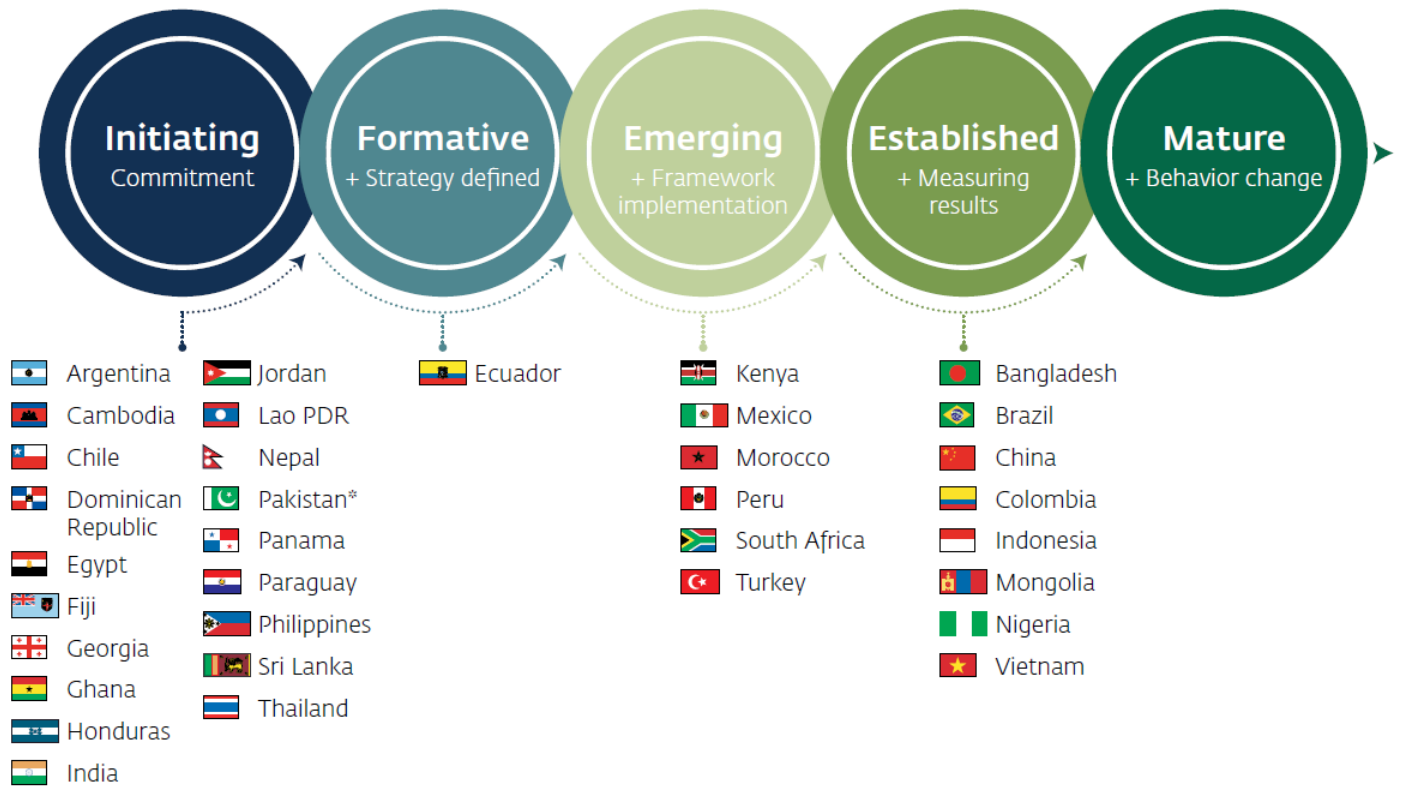 Initiating
Commitment
Formative
+ Strategy defined
Emerging
+ Framework
implementation
Established
+ Measuring
results
Mature
+ Behavior change
Argentina
Cambodia
Chile
Dominican
Republic
Egypt
Fiji
Georgia
Ghana
Honduras
India
Jordan
Lao PDR
Nepal
Pakistan*
Panama
Paraguay
Philippines
Sri Lanka
Thailand
Ecuador
Kenya
Mexico
Morocco
Peru
South Africa
Turkey
Bangladesh
Brazil
China
Colombia
Indonesia
Mongolia
Nigeria
Vietnam